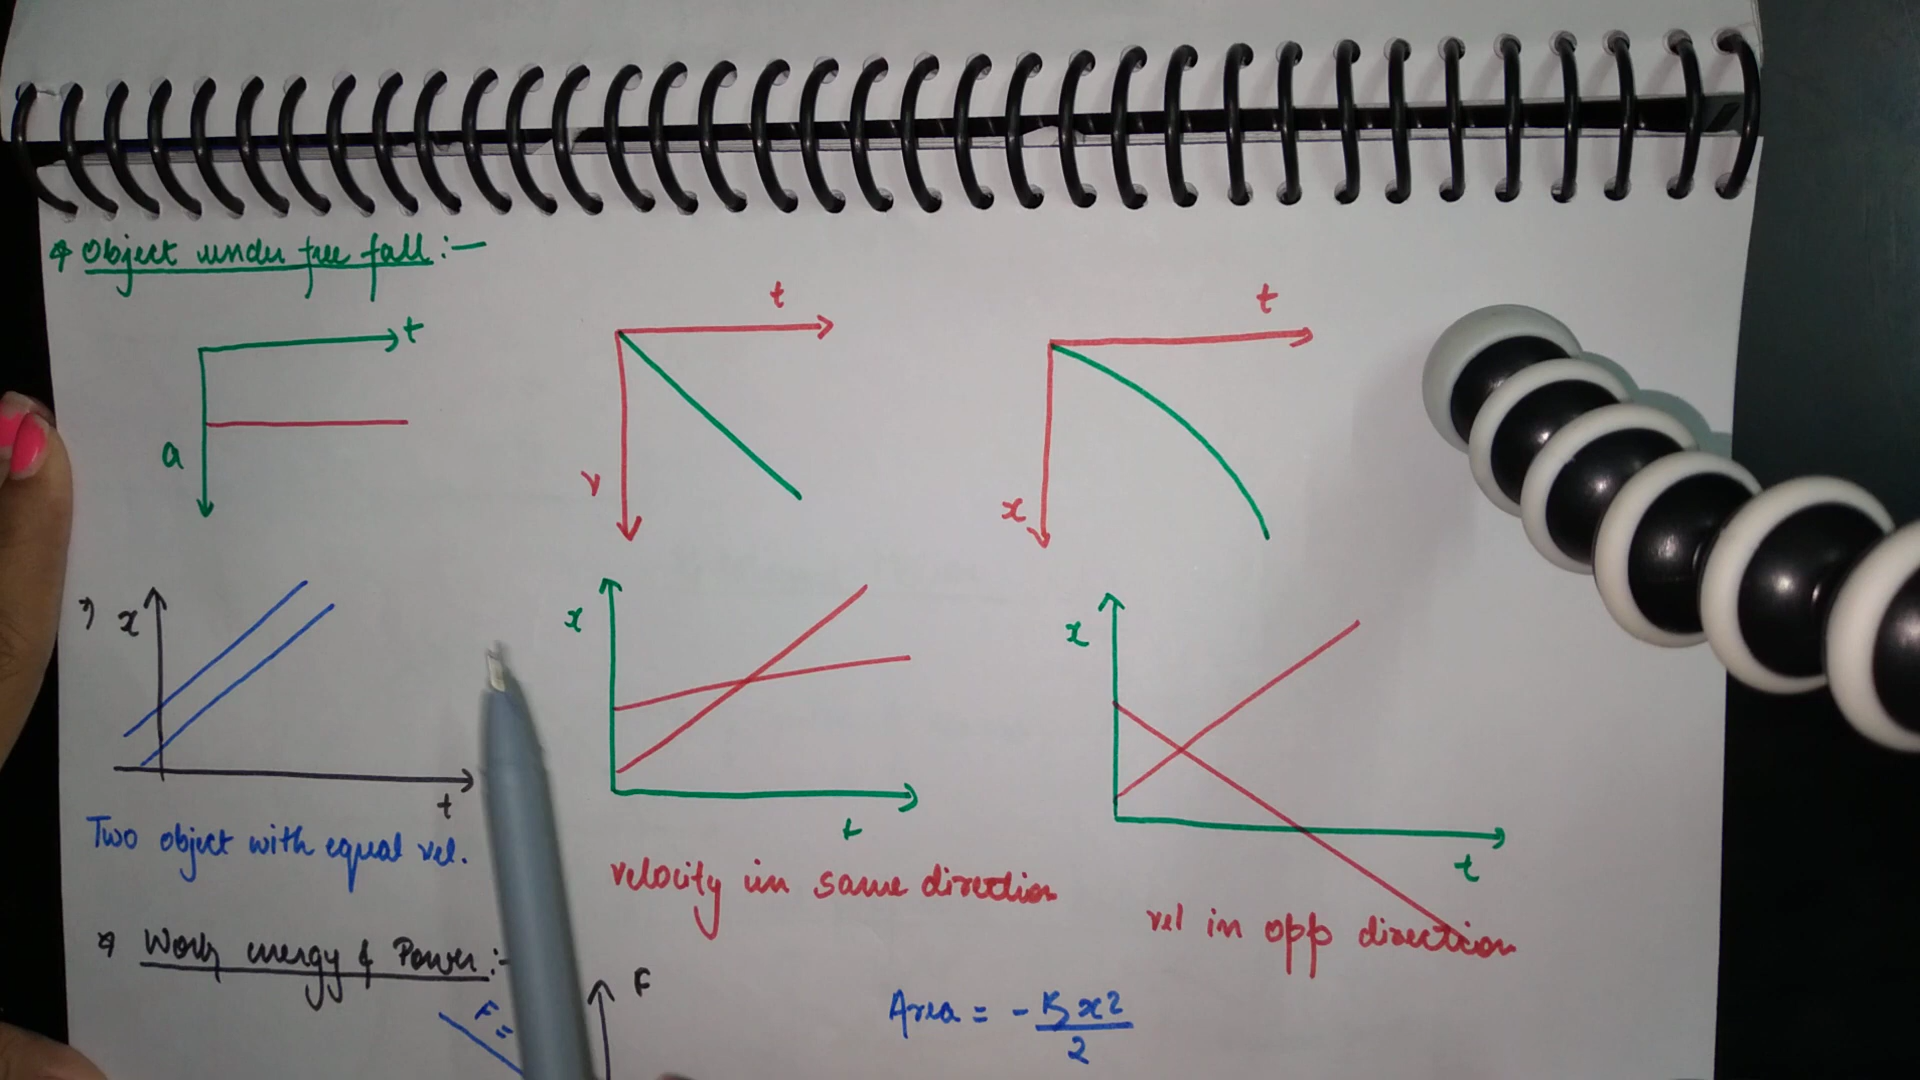 * Object under free fall :-
t
a
t
v
t
x
x
t
Two object with equal vel.
x
t
velocity in same direction
x
t
vel in opp direction
* Work energy & Power :-
F =
F
Area = - kx2
2